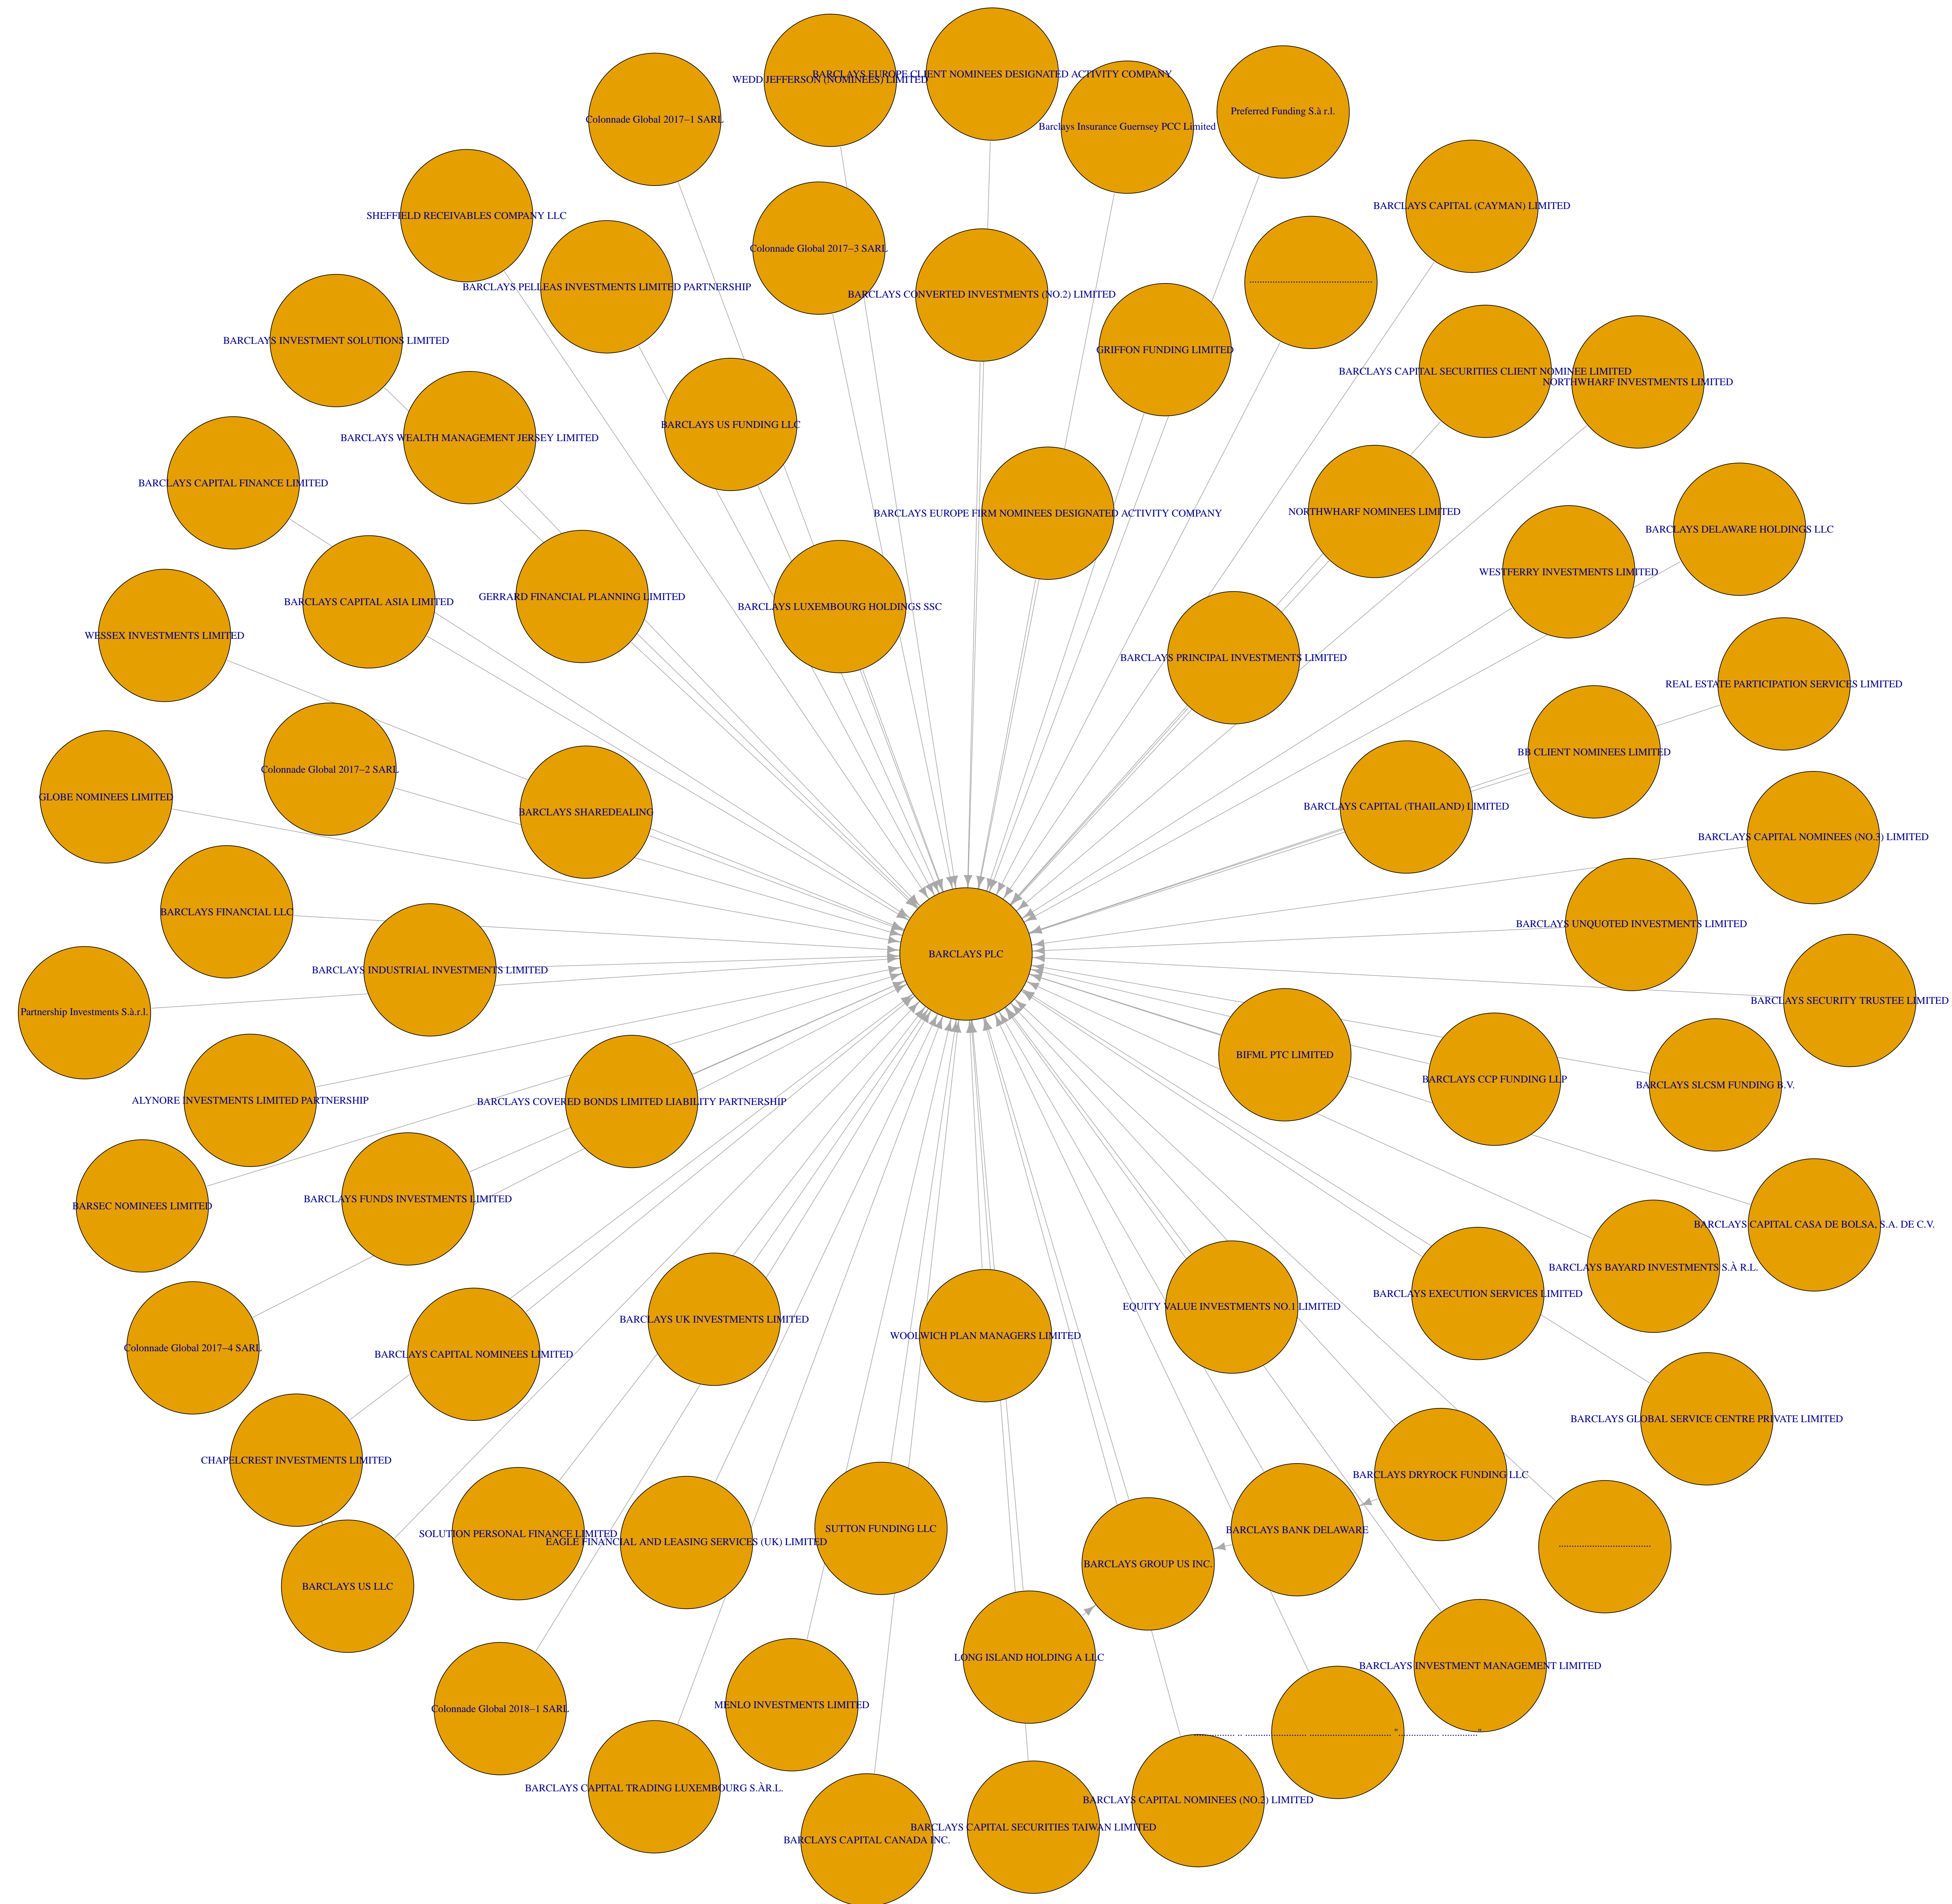 BARCLAYS EUROPE CLIENT NOMINEES DESIGNATED ACTIVITY COMPANY
WEDD JEFFERSON (NOMINEES) LIMITED
Preferred Funding S.à r.l.
Colonnade Global 2017−1 SARL
Barclays Insurance Guernsey PCC Limited
BARCLAYS CAPITAL (CAYMAN) LIMITED
SHEFFIELD RECEIVABLES COMPANY LLC
Colonnade Global 2017−3 SARL
BARCLAYS PELLEAS INVESTMENTS LIMITED PARTNERSHIP
BARCLAYS CONVERTED INVESTMENTS (NO.2) LIMITED
BARCLAYS INVESTMENT SOLUTIONS LIMITED
GRIFFON FUNDING LIMITED
BARCLAYS CAPITAL SECURITIES CLIENT NOMINEE LIMITED
NORTHWHARF INVESTMENTS LIMITED
BARCLAYS US FUNDING LLC
BARCLAYS WEALTH MANAGEMENT JERSEY LIMITED
BARCLAYS CAPITAL FINANCE LIMITED
NORTHWHARF NOMINEES LIMITED
BARCLAYS EUROPE FIRM NOMINEES DESIGNATED ACTIVITY COMPANY
BARCLAYS DELAWARE HOLDINGS LLC
WESTFERRY INVESTMENTS LIMITED
GERRARD FINANCIAL PLANNING LIMITED
BARCLAYS CAPITAL ASIA LIMITED
BARCLAYS LUXEMBOURG HOLDINGS SSC
WESSEX INVESTMENTS LIMITED
BARCLAYS PRINCIPAL INVESTMENTS LIMITED
REAL ESTATE PARTICIPATION SERVICES LIMITED
BB CLIENT NOMINEES LIMITED
Colonnade Global 2017−2 SARL
GLOBE NOMINEES LIMITED
BARCLAYS CAPITAL (THAILAND) LIMITED
BARCLAYS SHAREDEALING
BARCLAYS CAPITAL NOMINEES (NO.3) LIMITED
BARCLAYS FINANCIAL LLC
BARCLAYS UNQUOTED INVESTMENTS LIMITED
BARCLAYS PLC
BARCLAYS INDUSTRIAL INVESTMENTS LIMITED
BARCLAYS SECURITY TRUSTEE LIMITED
Partnership Investments S.à.r.l.
BIFML PTC LIMITED
BARCLAYS CCP FUNDING LLP
BARCLAYS SLCSM FUNDING B.V.
ALYNORE INVESTMENTS LIMITED PARTNERSHIP
BARCLAYS COVERED BONDS LIMITED LIABILITY PARTNERSHIP
BARCLAYS FUNDS INVESTMENTS LIMITED
BARSEC NOMINEES LIMITED
BARCLAYS CAPITAL CASA DE BOLSA, S.A. DE C.V.
BARCLAYS BAYARD INVESTMENTS S.À R.L.
BARCLAYS EXECUTION SERVICES LIMITED
EQUITY VALUE INVESTMENTS NO.1 LIMITED
BARCLAYS UK INVESTMENTS LIMITED
WOOLWICH PLAN MANAGERS LIMITED
Colonnade Global 2017−4 SARL
BARCLAYS CAPITAL NOMINEES LIMITED
BARCLAYS GLOBAL SERVICE CENTRE PRIVATE LIMITED
CHAPELCREST INVESTMENTS LIMITED
BARCLAYS DRYROCK FUNDING LLC
SUTTON FUNDING LLC
BARCLAYS BANK DELAWARE
SOLUTION PERSONAL FINANCE LIMITED
EAGLE FINANCIAL AND LEASING SERVICES (UK) LIMITED
BARCLAYS GROUP US INC.
BARCLAYS US LLC
LONG ISLAND HOLDING A LLC
BARCLAYS INVESTMENT MANAGEMENT LIMITED
MENLO INVESTMENTS LIMITED
Colonnade Global 2018−1 SARL
BARCLAYS CAPITAL TRADING LUXEMBOURG S.ÀR.L.
BARCLAYS CAPITAL NOMINEES (NO.2) LIMITED
BARCLAYS CAPITAL SECURITIES TAIWAN LIMITED
BARCLAYS CAPITAL CANADA INC.